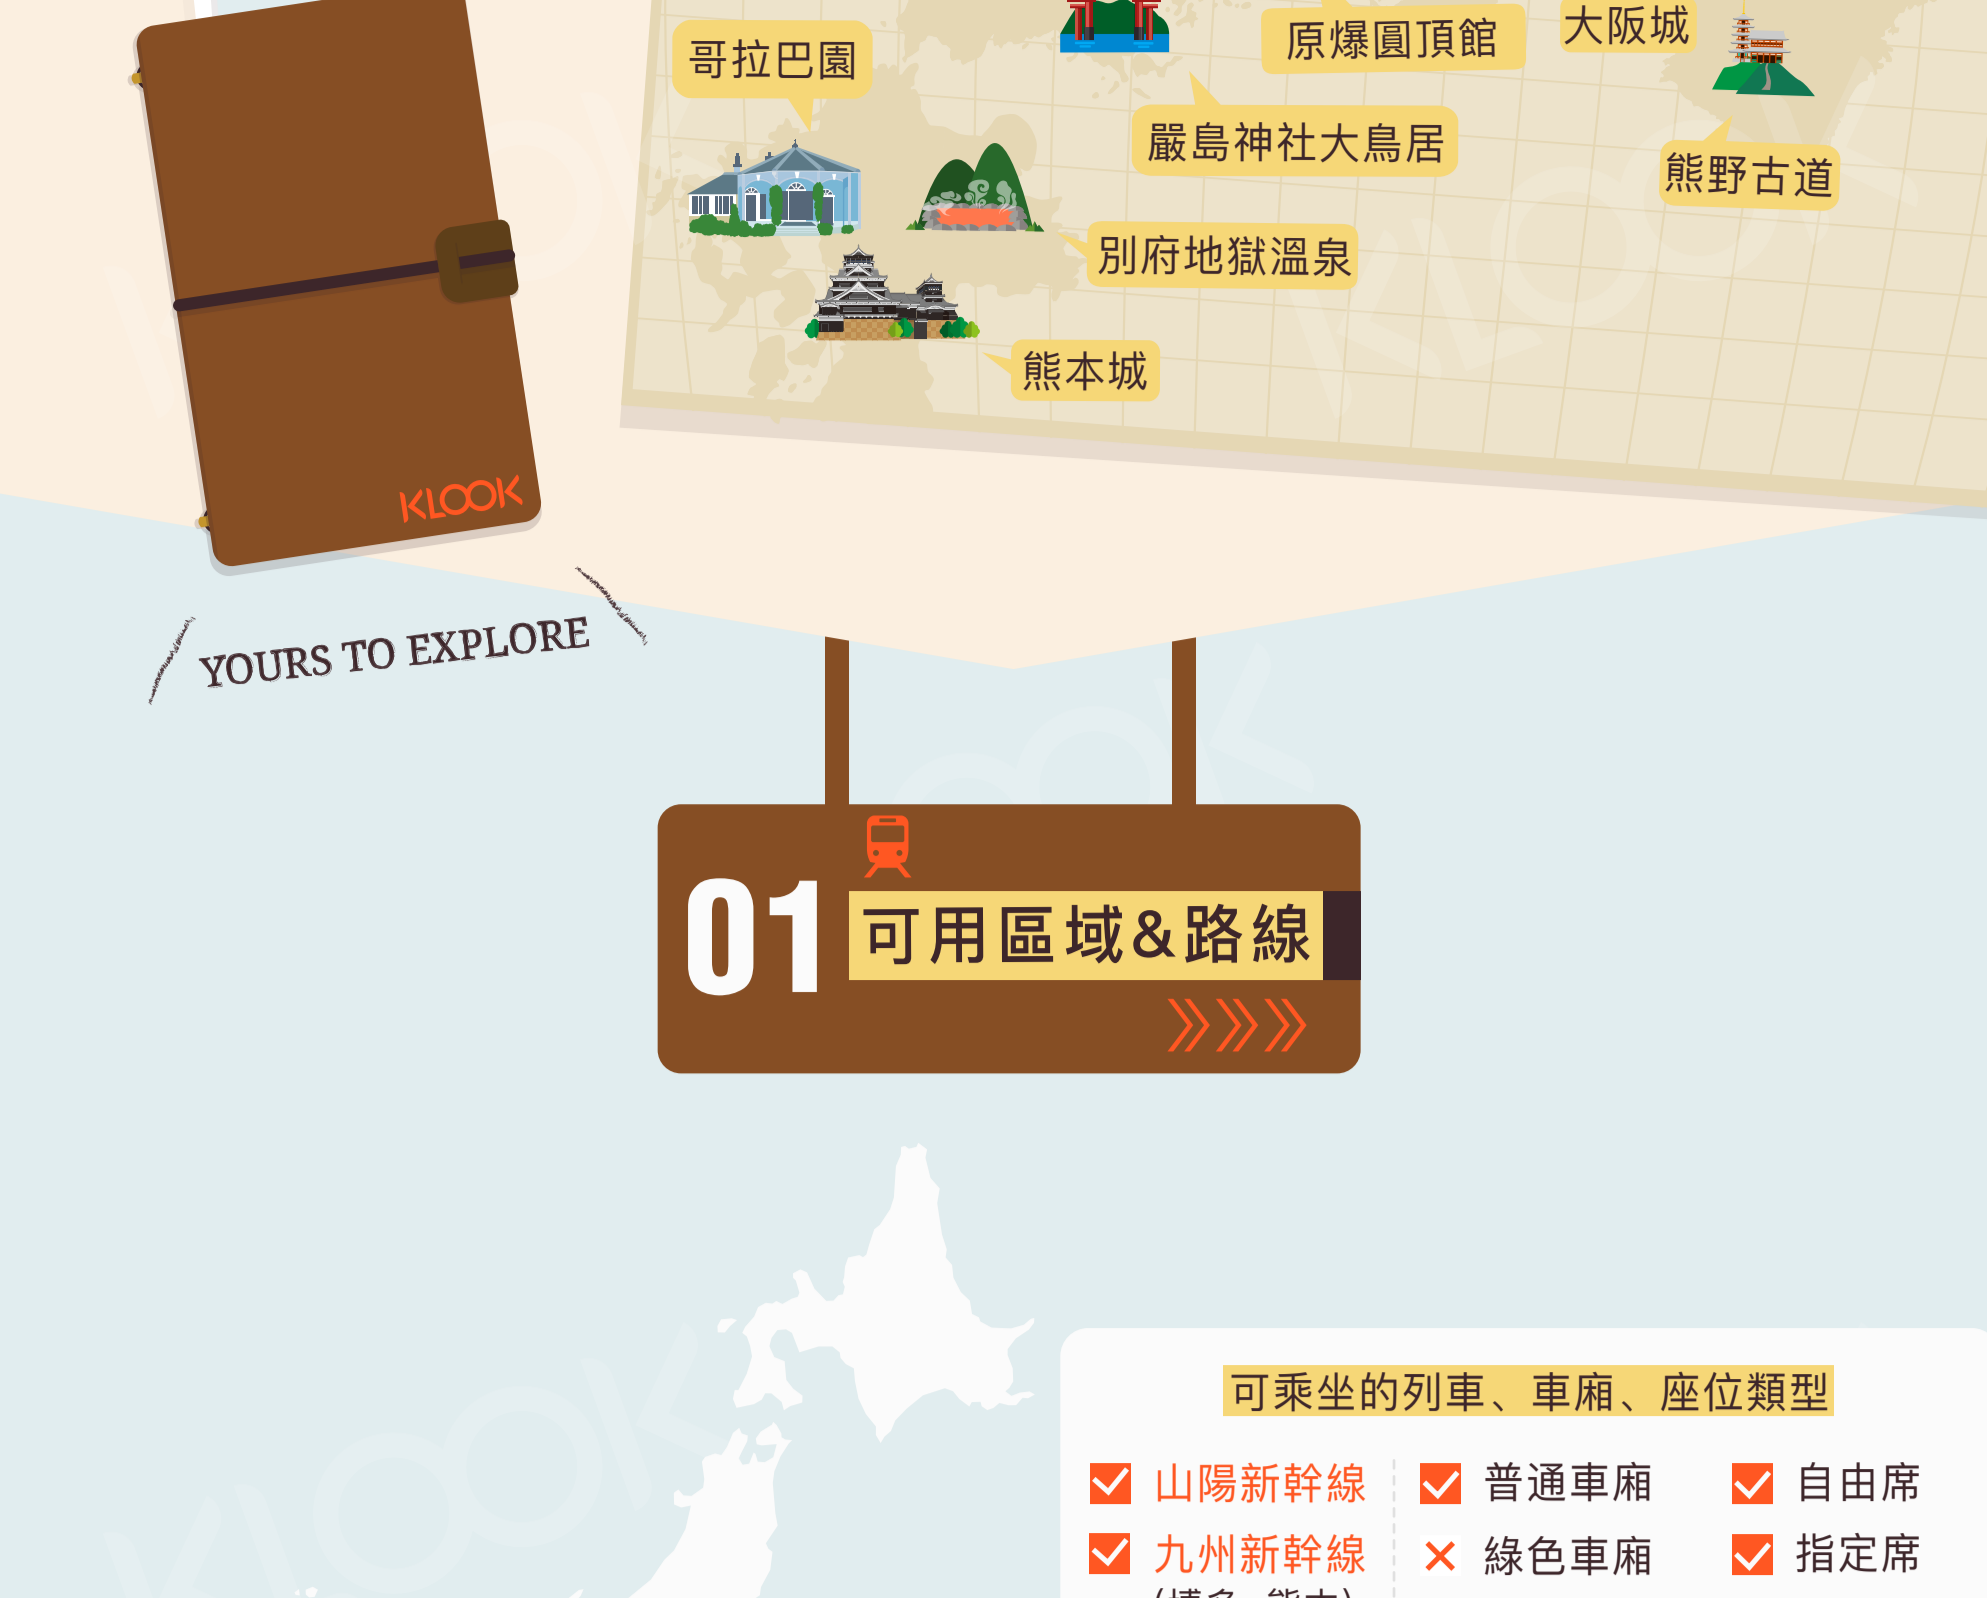 哥拉巴園
原爆圓頂館
大阪城
嚴島神社大鳥居
熊野古道
別府地獄溫泉
熊本城
KLOOK
YOURS TO EXPLORE
01
可用區域&路線
可乘坐的列車、車廂、座位類型
山陽新幹線
普通車廂
自由席
九州新幹線
綠色車廂
指定席